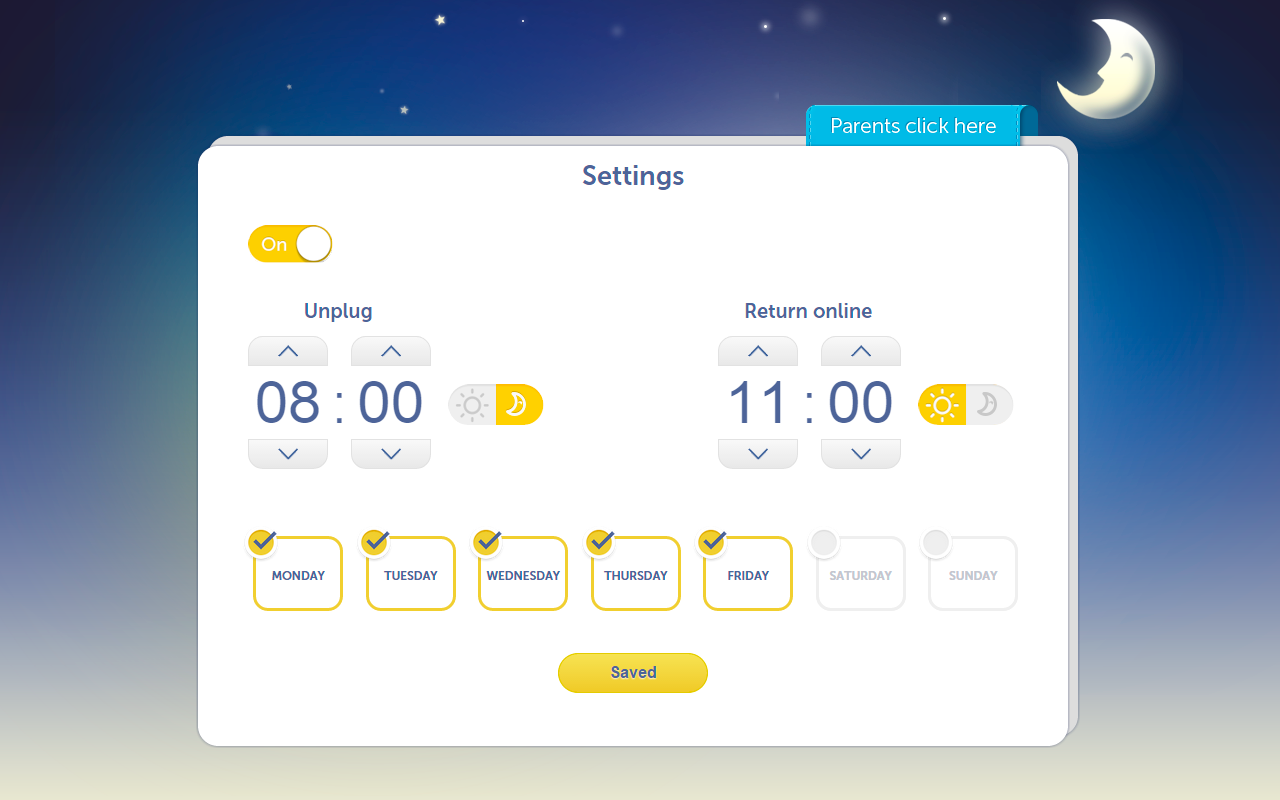 Parents click here
Settings
On
Unplug
Return online
08 : 00
11 : 00
MONDAY
TUESDAY
WEDNESDAY
THURSDAY
FRIDAY
SATURDAY
SUNDAY
Saved